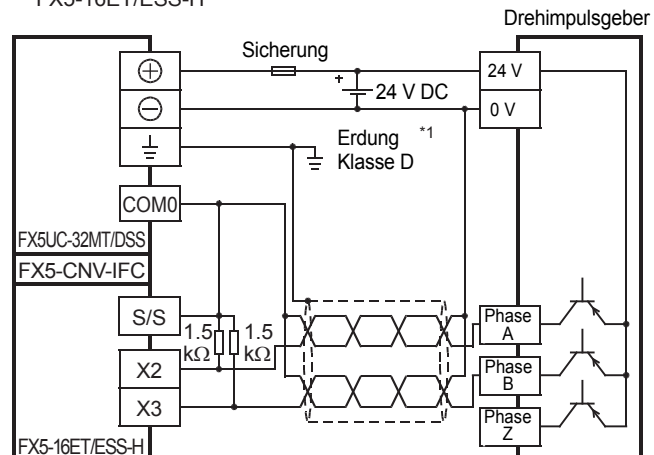 FX5-16ET/ESS-H
Drehimpulsgeber
Sicherung
24 V
+
24 V DC
0 V
Erdung *1
Klasse D
COM0
FX5UC-32MT/DSS
FX5-CNV-IFC
S/S
1.5 kΩ
1.5 kΩ
X2
X3
Phase A
Phase B
Phase Z
FX5-16ET/ESS-H